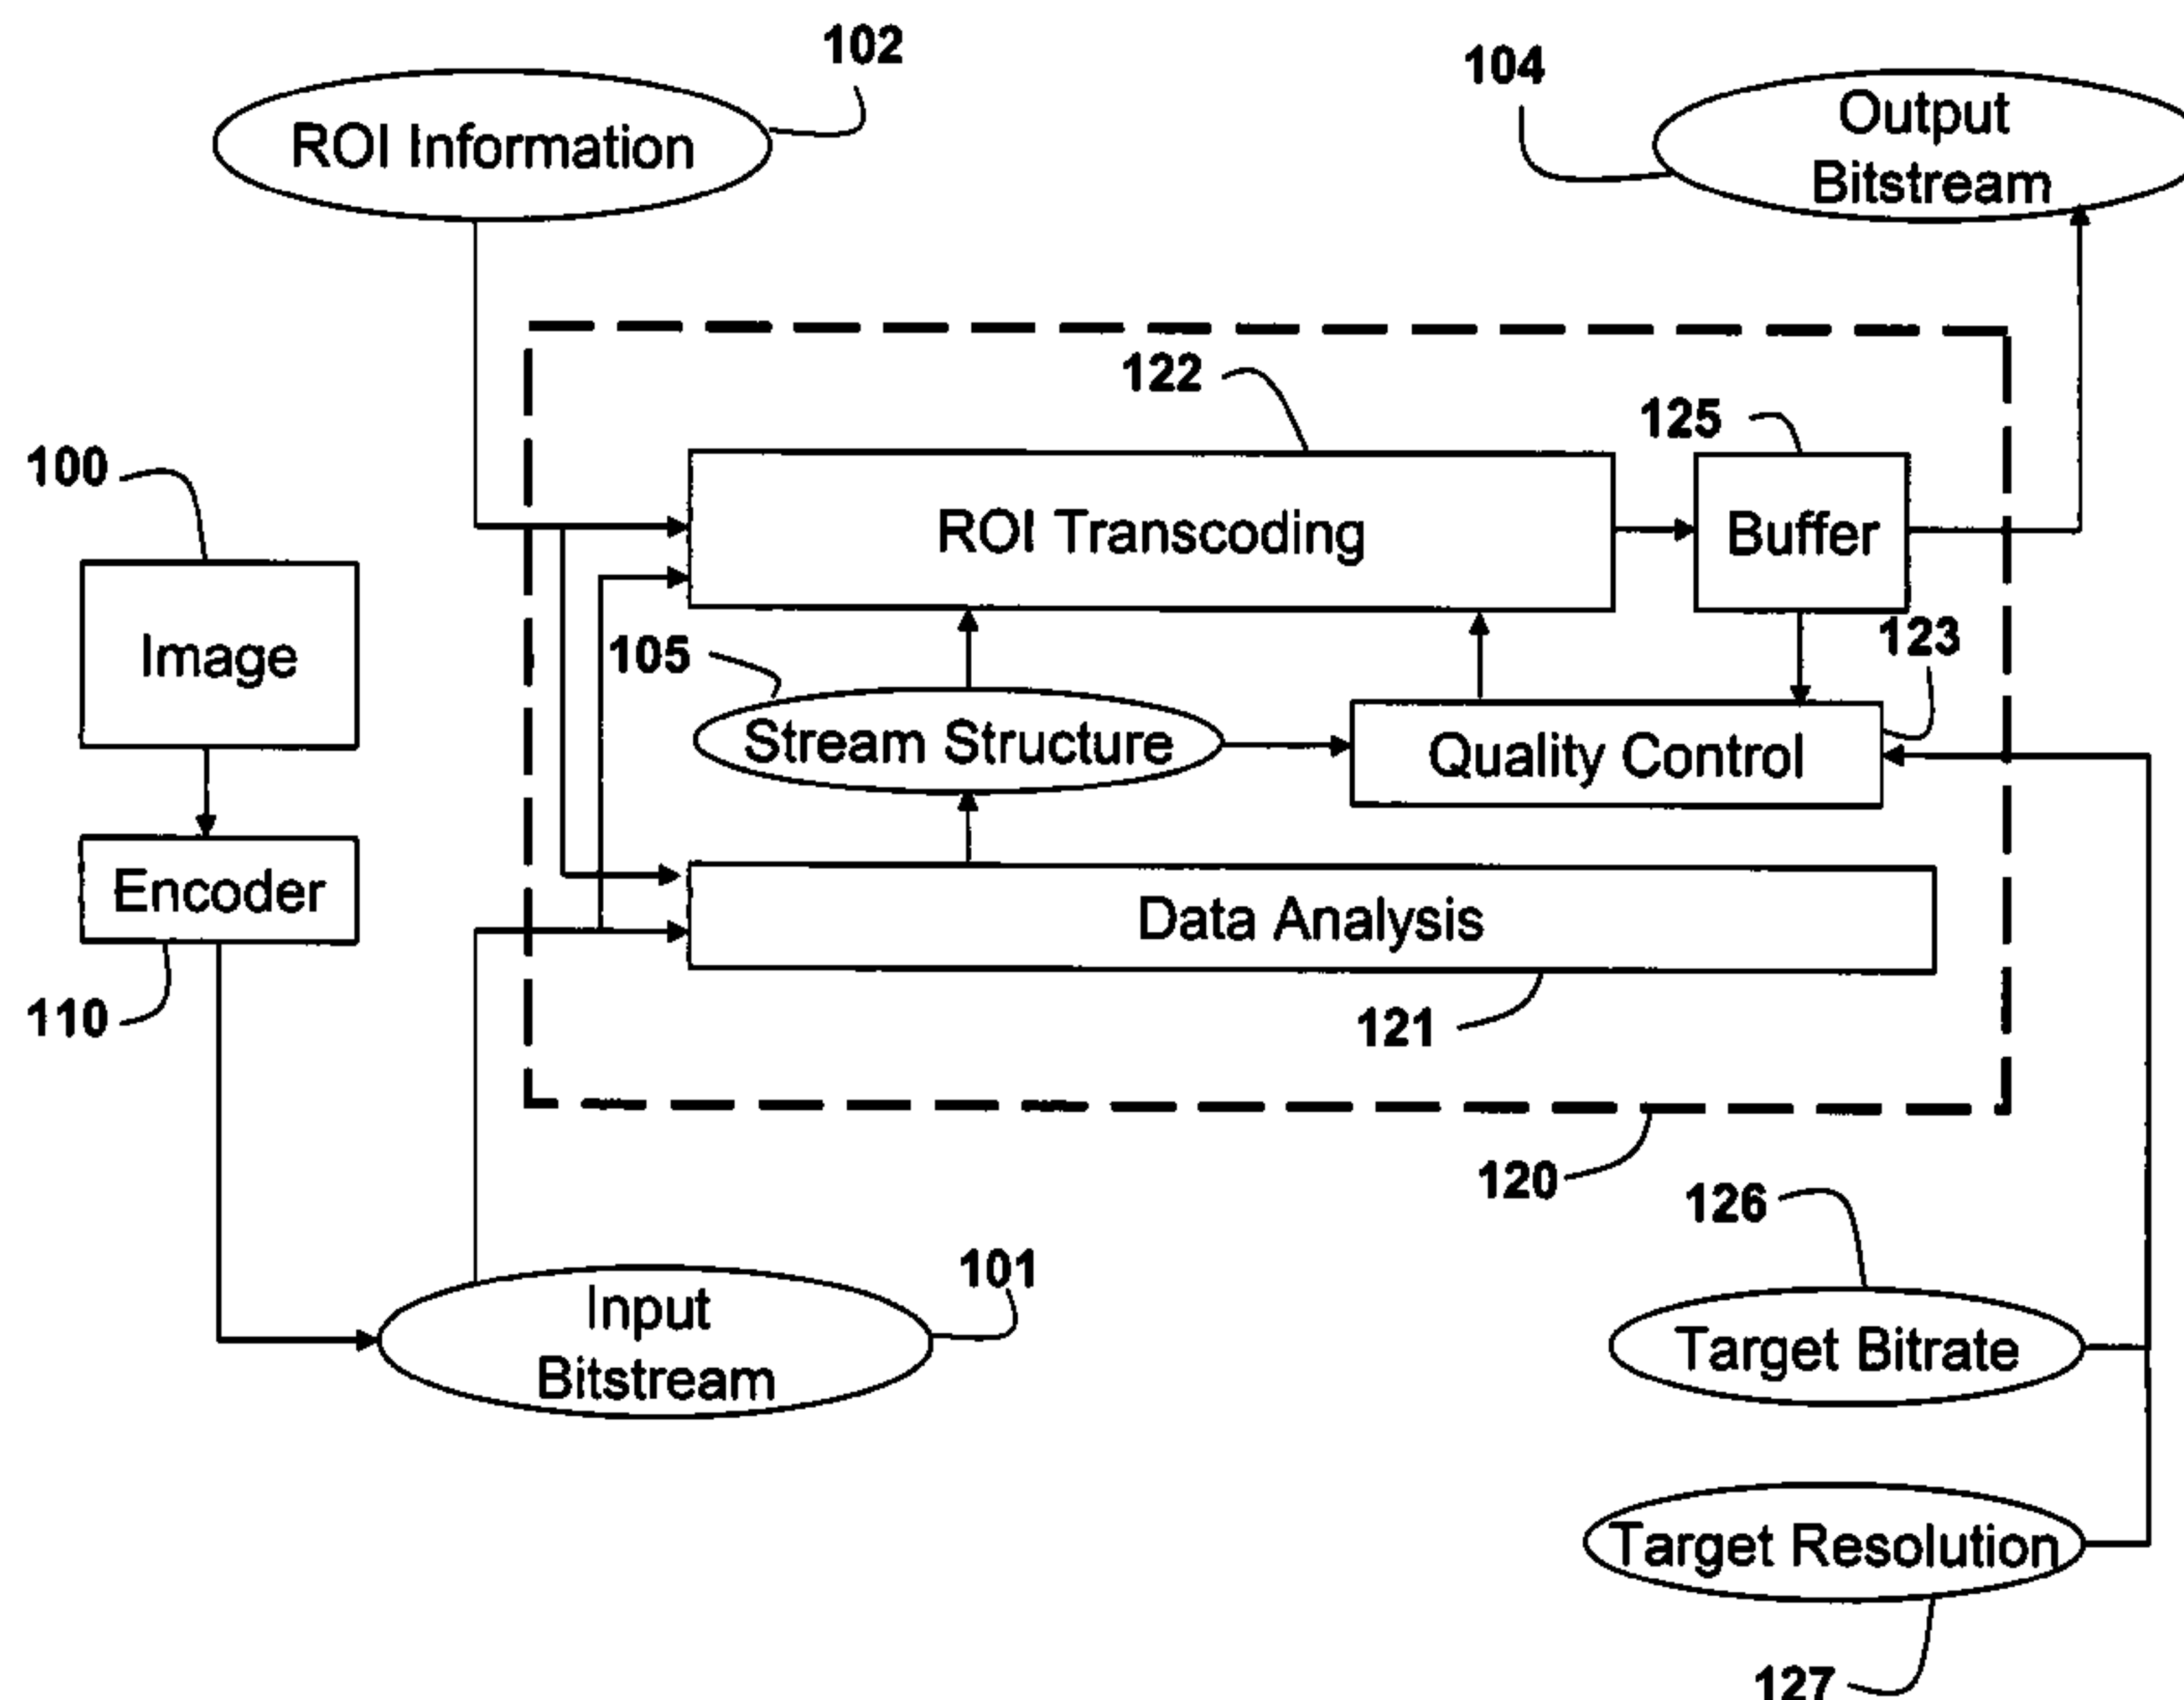 102
ROI Information
104
Output
Bitstream
122
125
100
ROI Transcoding
Buffer
Image
105
123
Stream Structure
Quality Control
Encoder
Data Analysis
110
121
120
126
101
Input
Bitstream
Target Bitrate
Target Resolution
127